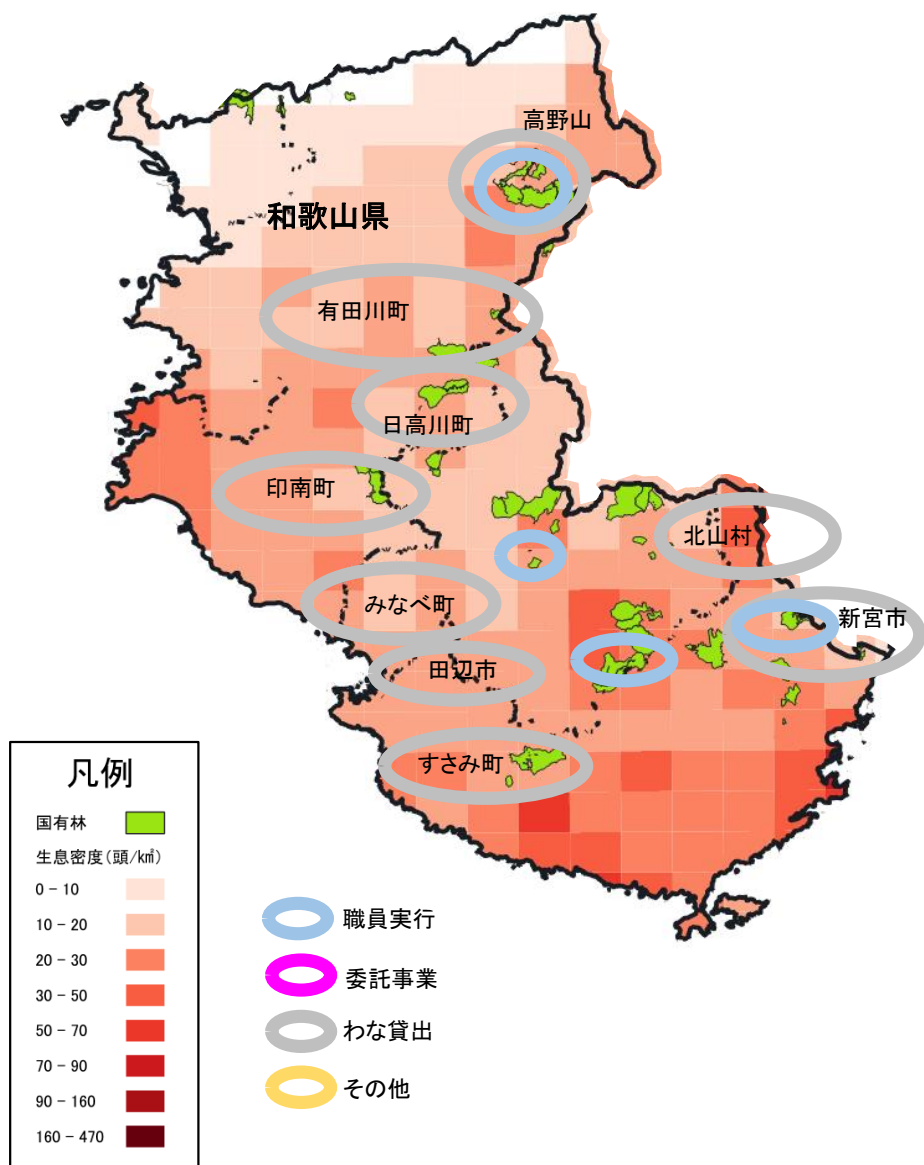 高野山
和歌山県
有田川町
日高川町
印南町
北山村
みなべ町
新宮市
田辺市
すさみ町
凡例
国有林
生息密度(頭/k㎡)
0 - 10
10 - 20
20 - 30
30 - 50
50 - 70
70 - 90
90 - 160
160 - 470
職員実行
委託事業
わな貸出
その他